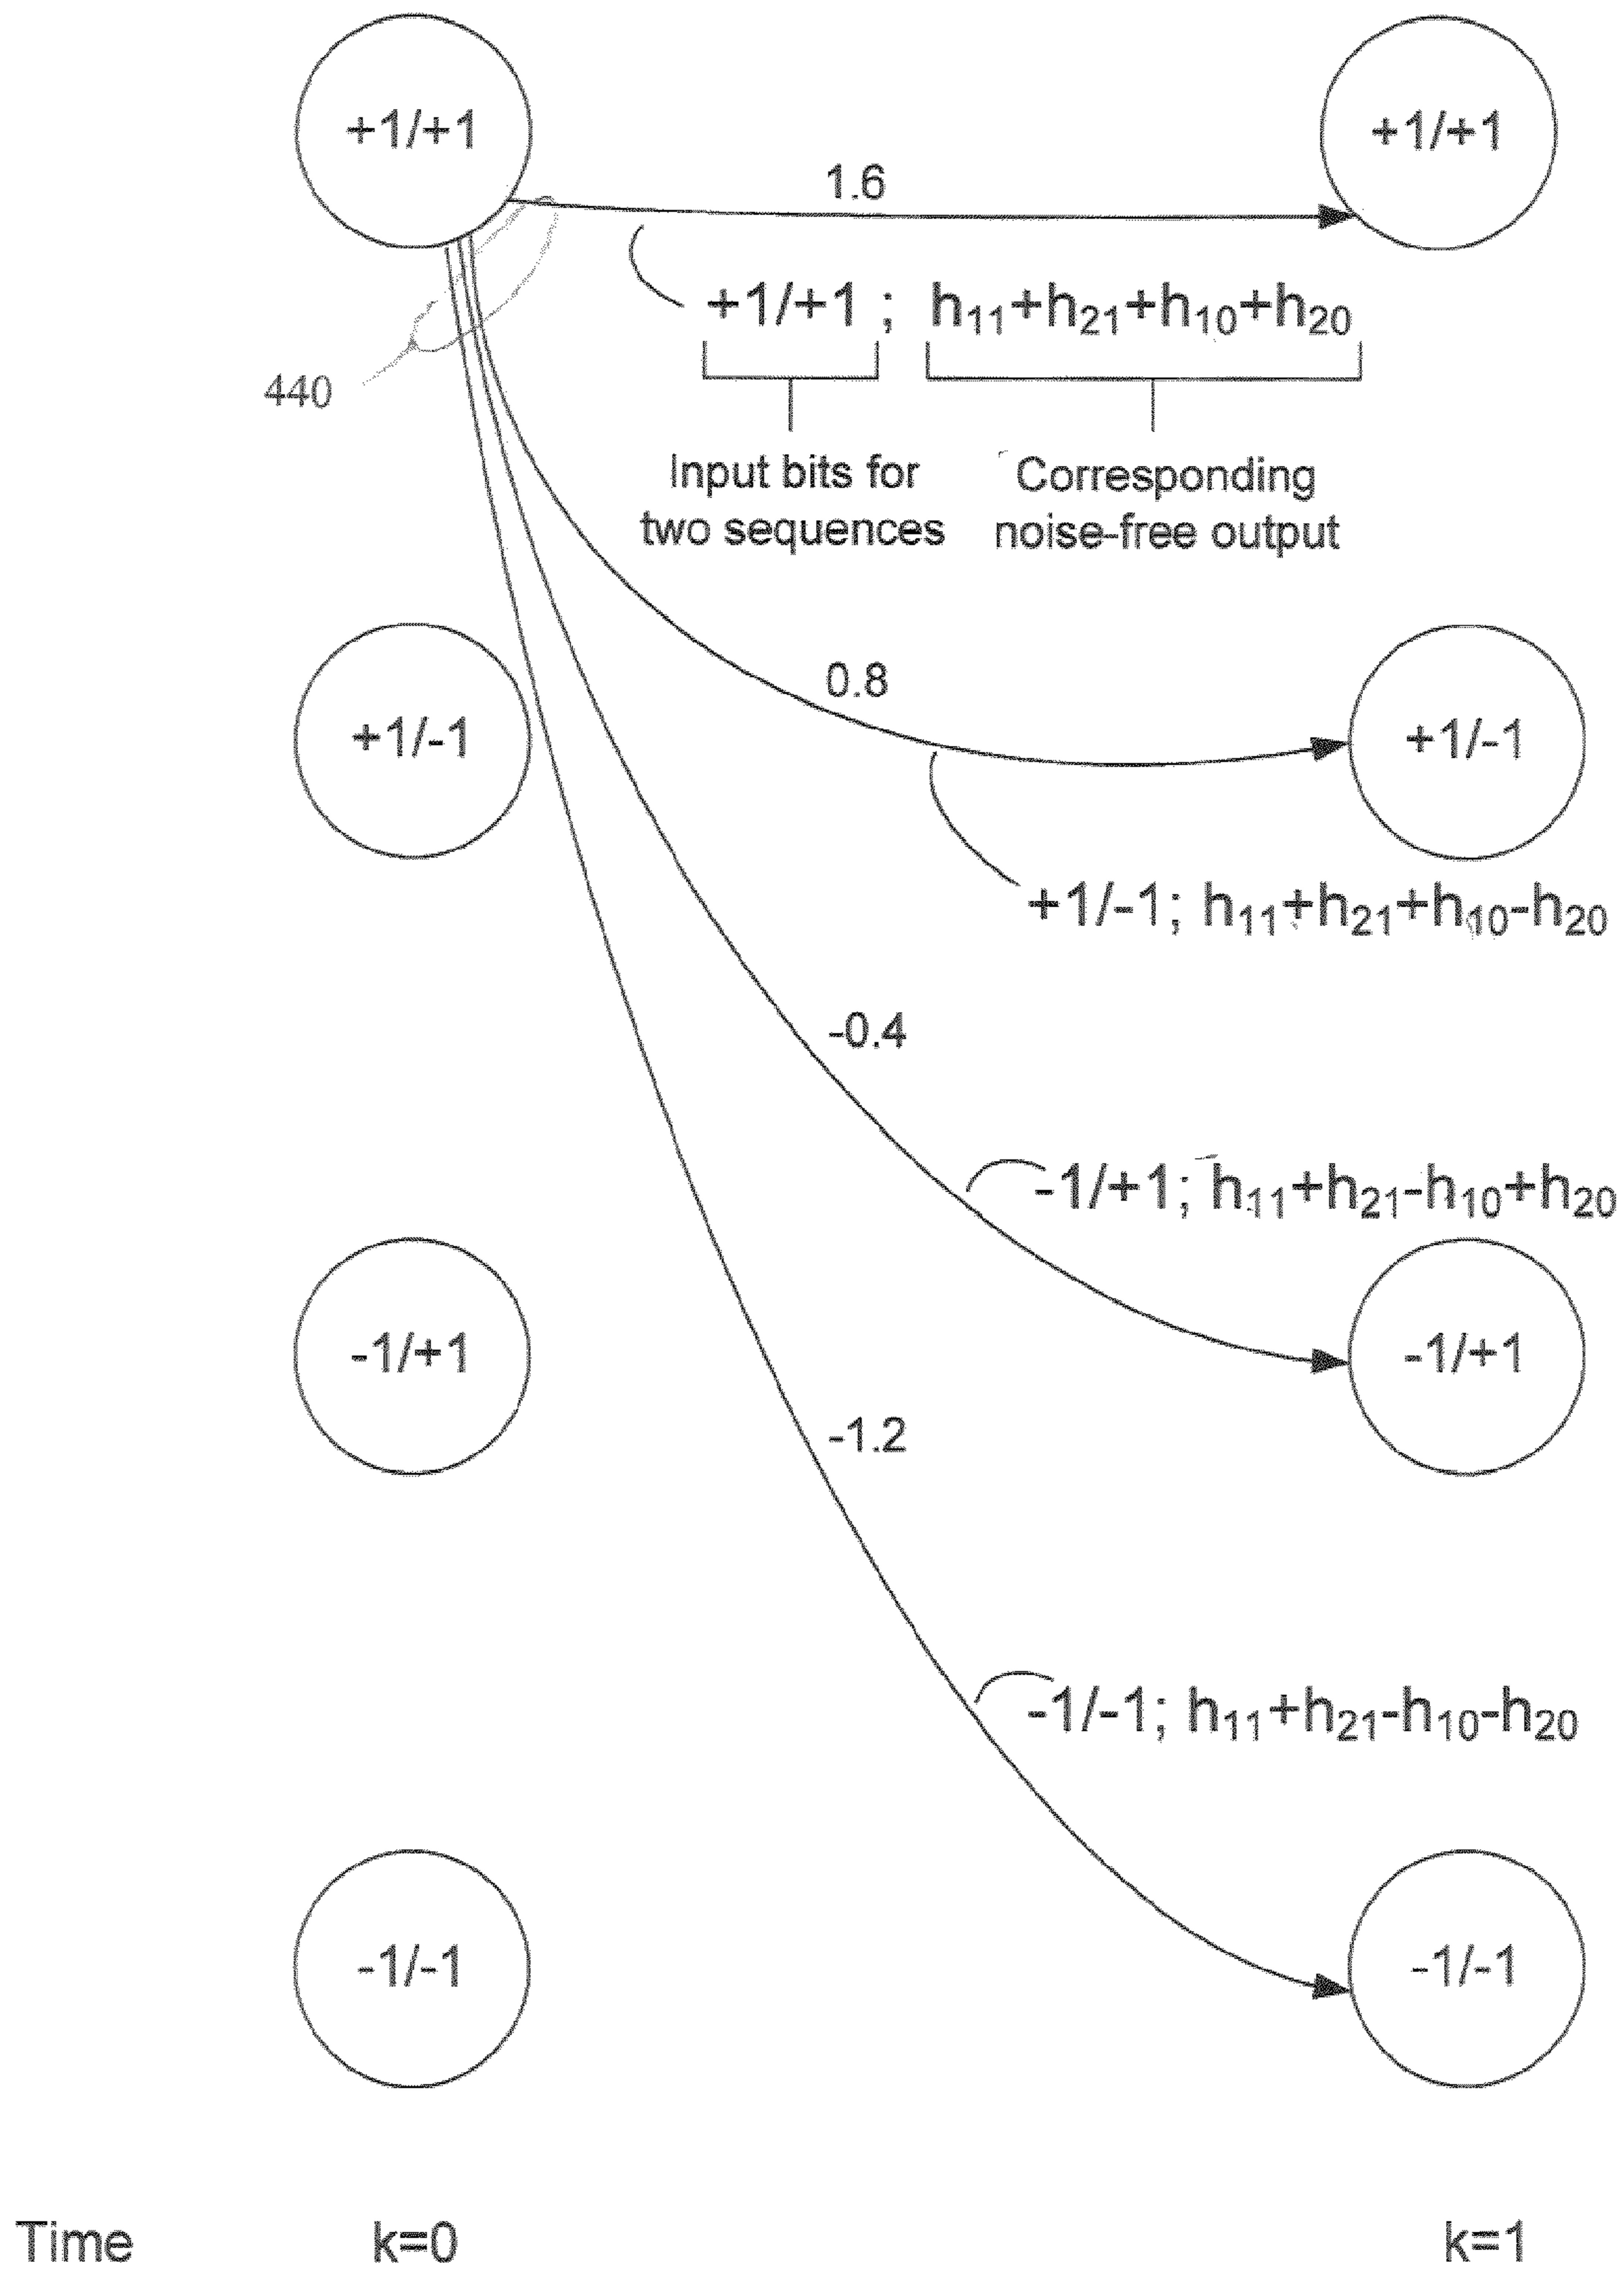 +1/+1
+1/+1
1.6
+1/+1 ; h₁₁+h₂₁+h₁₀+h₂₀
440
Input bits for
two sequences
Corresponding
noise-free output
0.8
+1/-1
+1/-1
+1/-1; h₁₁+h₂₁+h₁₀-h₂₀
-0.4
-1/+1; h₁₁+h₂₁-h₁₀+h₂₀
-1/+1
-1/+1
-1.2
-1/-1; h₁₁+h₂₁-h₁₀-h₂₀
-1/-1
-1/-1
Time k=0 k=1